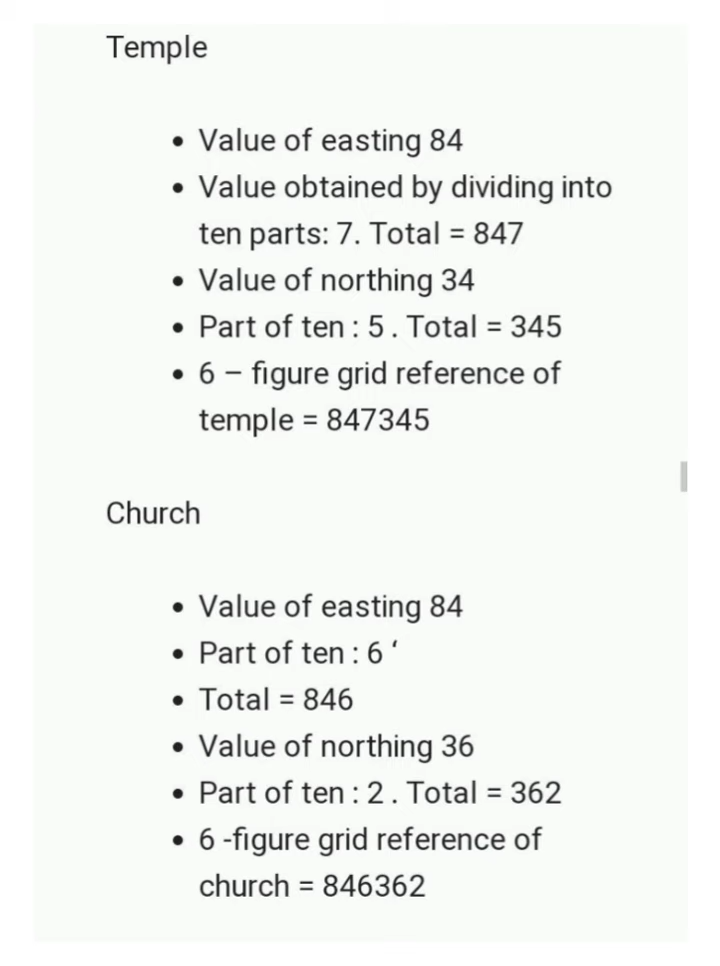 Temple
• Value of easting 84
• Value obtained by dividing into
ten parts: 7. Total = 847
• Value of northing 34
• Part of ten : 5 . Total = 345
• 6 – figure grid reference of
temple = 847345
Church
• Value of easting 84
• Part of ten : 6 ‘
• Total = 846
• Value of northing 36
• Part of ten : 2 . Total = 362
• 6 -figure grid reference of
church = 846362